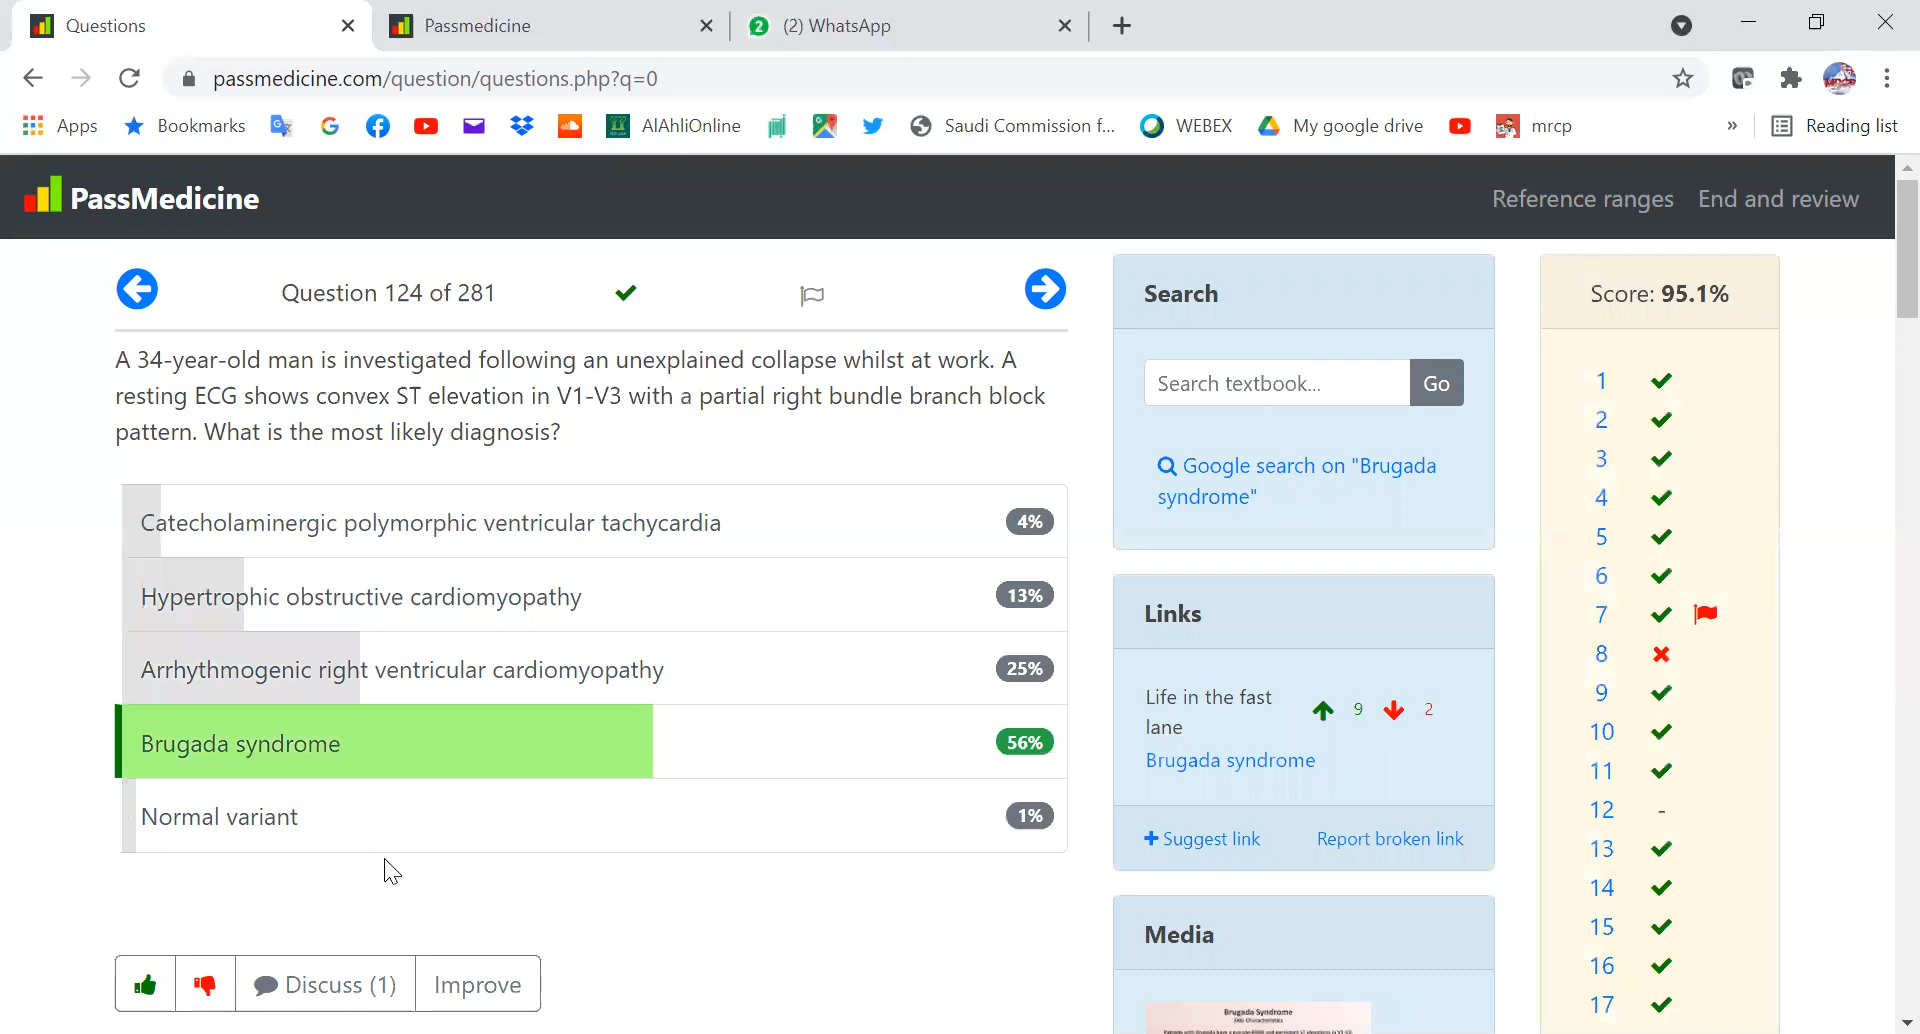 Questions
Passmedicine
2 (2) WhatsApp
passmedicine.com/question/questions.php?q=0
Apps Bookmarks AlAhliOnline Saudi Commission f... WEBEX My google drive mrcp » Reading list
PassMedicine
Reference ranges End and review
Question 124 of 281
A 34-year-old man is investigated following an unexplained collapse whilst at work. A
resting ECG shows convex ST elevation in V1-V3 with a partial right bundle branch block
pattern. What is the most likely diagnosis?
Catecholaminergic polymorphic ventricular tachycardia 4%
Hypertrophic obstructive cardiomyopathy 13%
Arrhythmogenic right ventricular cardiomyopathy 25%
Brugada syndrome 56%
Normal variant 1%
Discuss (1) Improve
Search
Search textbook... Go
Google search on "Brugada
syndrome"
Links
Life in the fast
lane
9 2
Brugada syndrome
Suggest link Report broken link
Media
Brugada Syndrome
Score: 95.1%
1
2
3
4
5
6
7
8
9
10
11
12 -
13
14
15
16
17